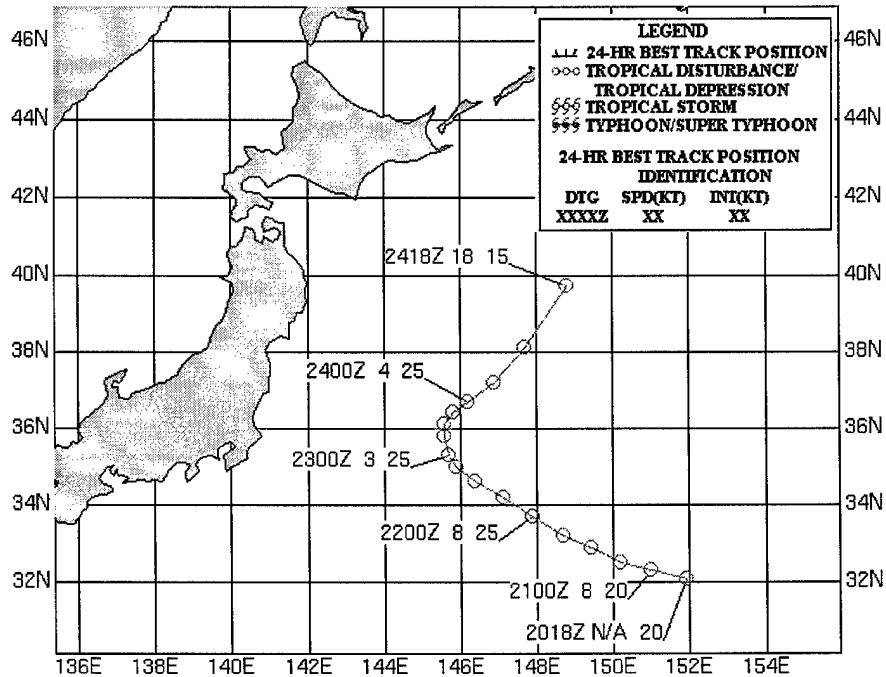 LEGEND
24-HR BEST TRACK POSITION
TROPICAL DISTURBANCE/
TROPICAL DEPRESSION
TROPICAL STORM
TYPHOON/SUPER TYPHOON
24-HR BEST TRACK POSITION
IDENTIFICATION
DTG SPD(KT) INT(KT)
XXXXZ XX XX
46N 46N
44N 44N
42N 42N
2418Z 18 15
40N 40N
38N 38N
2400Z 4 25
36N 36N
2300Z 3 25
34N 34N
2200Z 8 25
32N 32N
2100Z 8 20
2018Z N/A 20
136E 138E 140E 142E 144E 146E 148E 150E 152E 154E